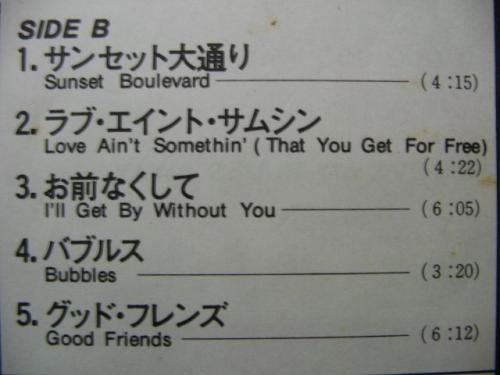 SIDE B
1. サンセット大通り
Sunset Boulevard (4:15)
2. ラブ・エイント・サムシン
Love Ain't Somethin' (That You Get For Free)
(4:22)
3. お前なくして
I'll Get By Without You (6:05)
4. バブルス
Bubbles (3:20)
5. グッド・フレンズ
Good Friends (6:12)